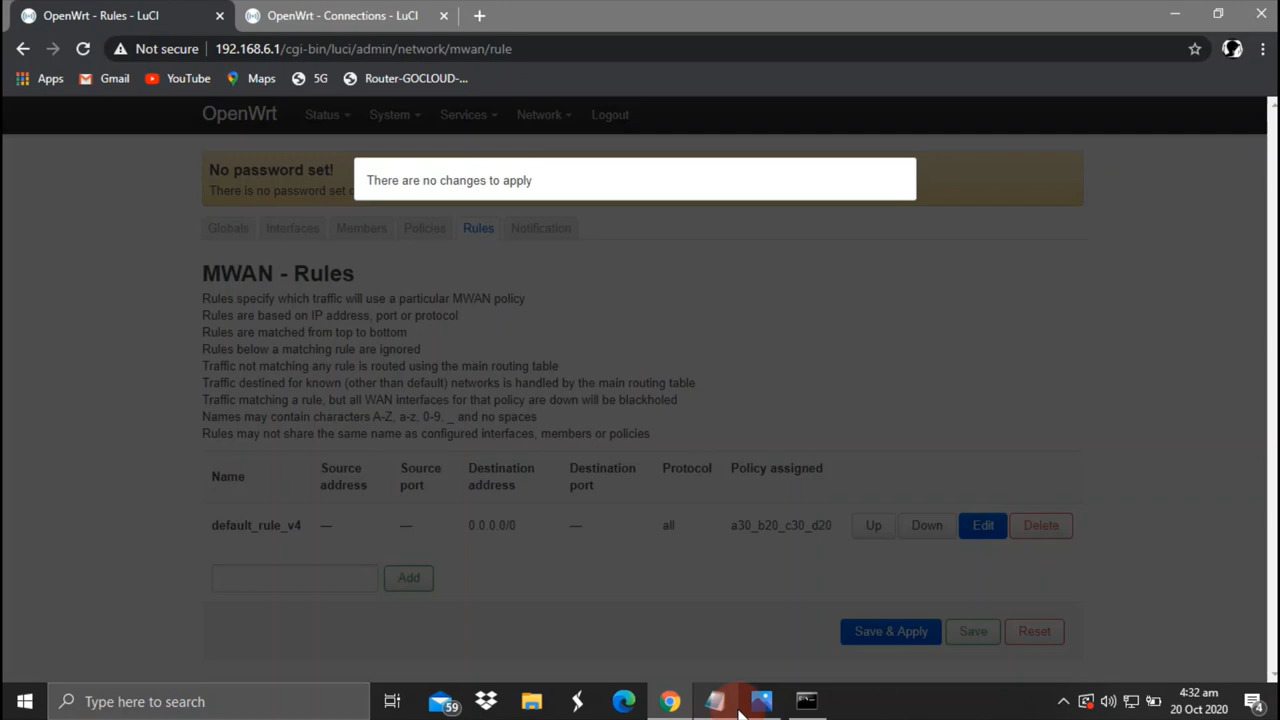 OpenWrt - Rules - LuCI
OpenWrt - Connections - LuCI
Not secure 192.168.6.1/cgi-bin/luci/admin/network/mwan/rule
Apps Gmail YouTube Maps 5G Router-GOCLOUD-...
OpenWrt Status System Services Network Logout
No password set!
There is no password set
There are no changes to apply
Globals Interfaces Members Policies Rules Notification
MWAN - Rules
Rules specify which traffic will use a particular MWAN policy
Rules are based on IP address, port or protocol
Rules are matched from top to bottom
Rules below a matching rule are ignored
Traffic not matching any rule is routed using the main routing table
Traffic destined for known (other than default) networks is handled by the main routing table
Traffic matching a rule, but all WAN interfaces for that policy are down will be blackholed
Names may contain characters A-Z, a-z, 0-9, _ and no spaces
Rules may not share the same name as configured interfaces, members or policies
Name Source address Source port Destination address Destination port Protocol Policy assigned
default_rule_v4 — — 0.0.0.0/0 — all a30_b20_c30_d20 Up Down Edit Delete
Add
Save & Apply Save Reset
Type here to search
59
4:32 am
20 Oct 2020
4